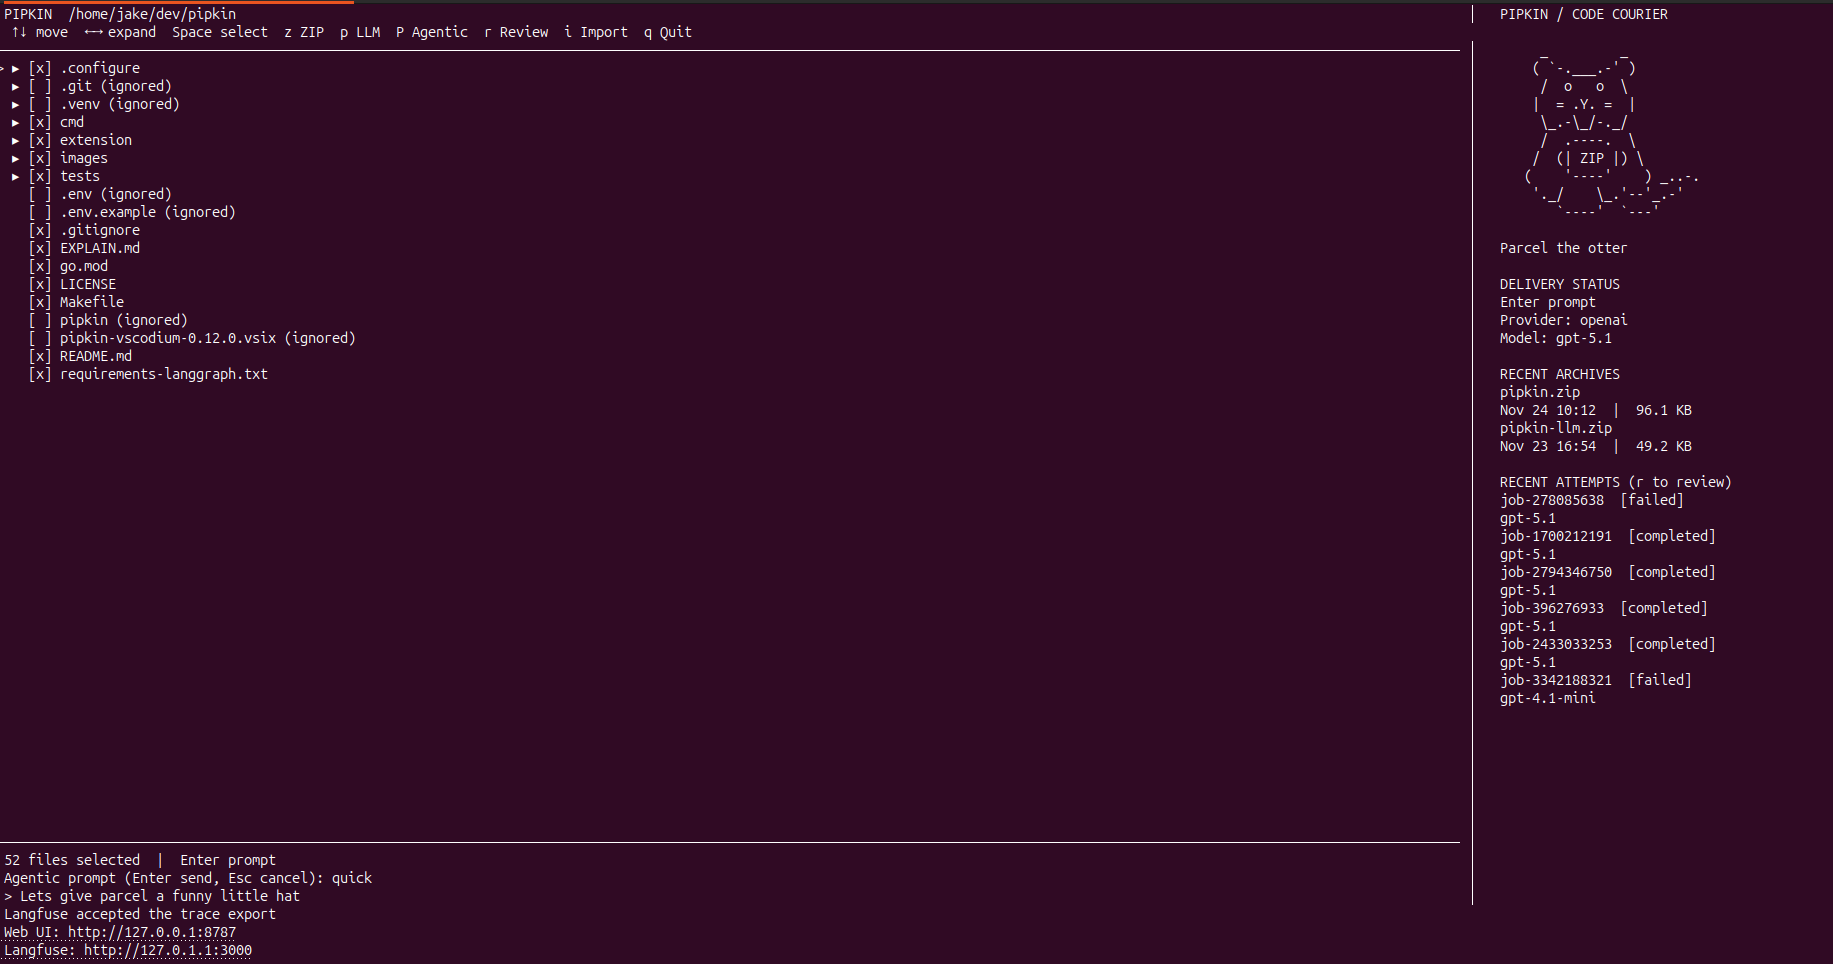 PIPKIN  /home/jake/dev/pipkin
↑↓ move  ←→ expand  Space select  z ZIP  p LLM  P Agentic  r Review  i Import  q Quit
> ▶ [x] .configure
  ▶ [ ] .git (ignored)
  ▶ [ ] .venv (ignored)
  ▶ [x] cmd
  ▶ [x] extension
  ▶ [x] images
  ▶ [x] tests
    [ ] .env (ignored)
    [ ] .env.example (ignored)
    [x] .gitignore
    [x] EXPLAIN.md
    [x] go.mod
    [x] LICENSE
    [x] Makefile
    [ ] pipkin (ignored)
    [ ] pipkin-vscodium-0.12.0.vsix (ignored)
    [x] README.md
    [x] requirements-langgraph.txt
52 files selected  |  Enter prompt
Agentic prompt (Enter send, Esc cancel): quick
> Lets give parcel a funny little hat
Langfuse accepted the trace export
Web UI: http://127.0.0.1:8787
Langfuse: http://127.0.1.1:3000
PIPKIN / CODE COURIER
     _         _
    ( `-.___.-' )
     /  o   o  \
    |  = .Y. =  |
     \_.-\_/-._/
     /  .----.  \
    /  (| ZIP |) \
   (    '----'    ) _..-.
    '._/    \_.'--'_.-'
       `----'  `---'
Parcel the otter
DELIVERY STATUS
Enter prompt
Provider: openai
Model: gpt-5.1
RECENT ARCHIVES
pipkin.zip
Nov 24 10:12  |  96.1 KB
pipkin-llm.zip
Nov 23 16:54  |  49.2 KB
RECENT ATTEMPTS (r to review)
job-278085638  [failed]
gpt-5.1
job-1700212191  [completed]
gpt-5.1
job-2794346750  [completed]
gpt-5.1
job-396276933  [completed]
gpt-5.1
job-2433033253  [completed]
gpt-5.1
job-3342188321  [failed]
gpt-4.1-mini